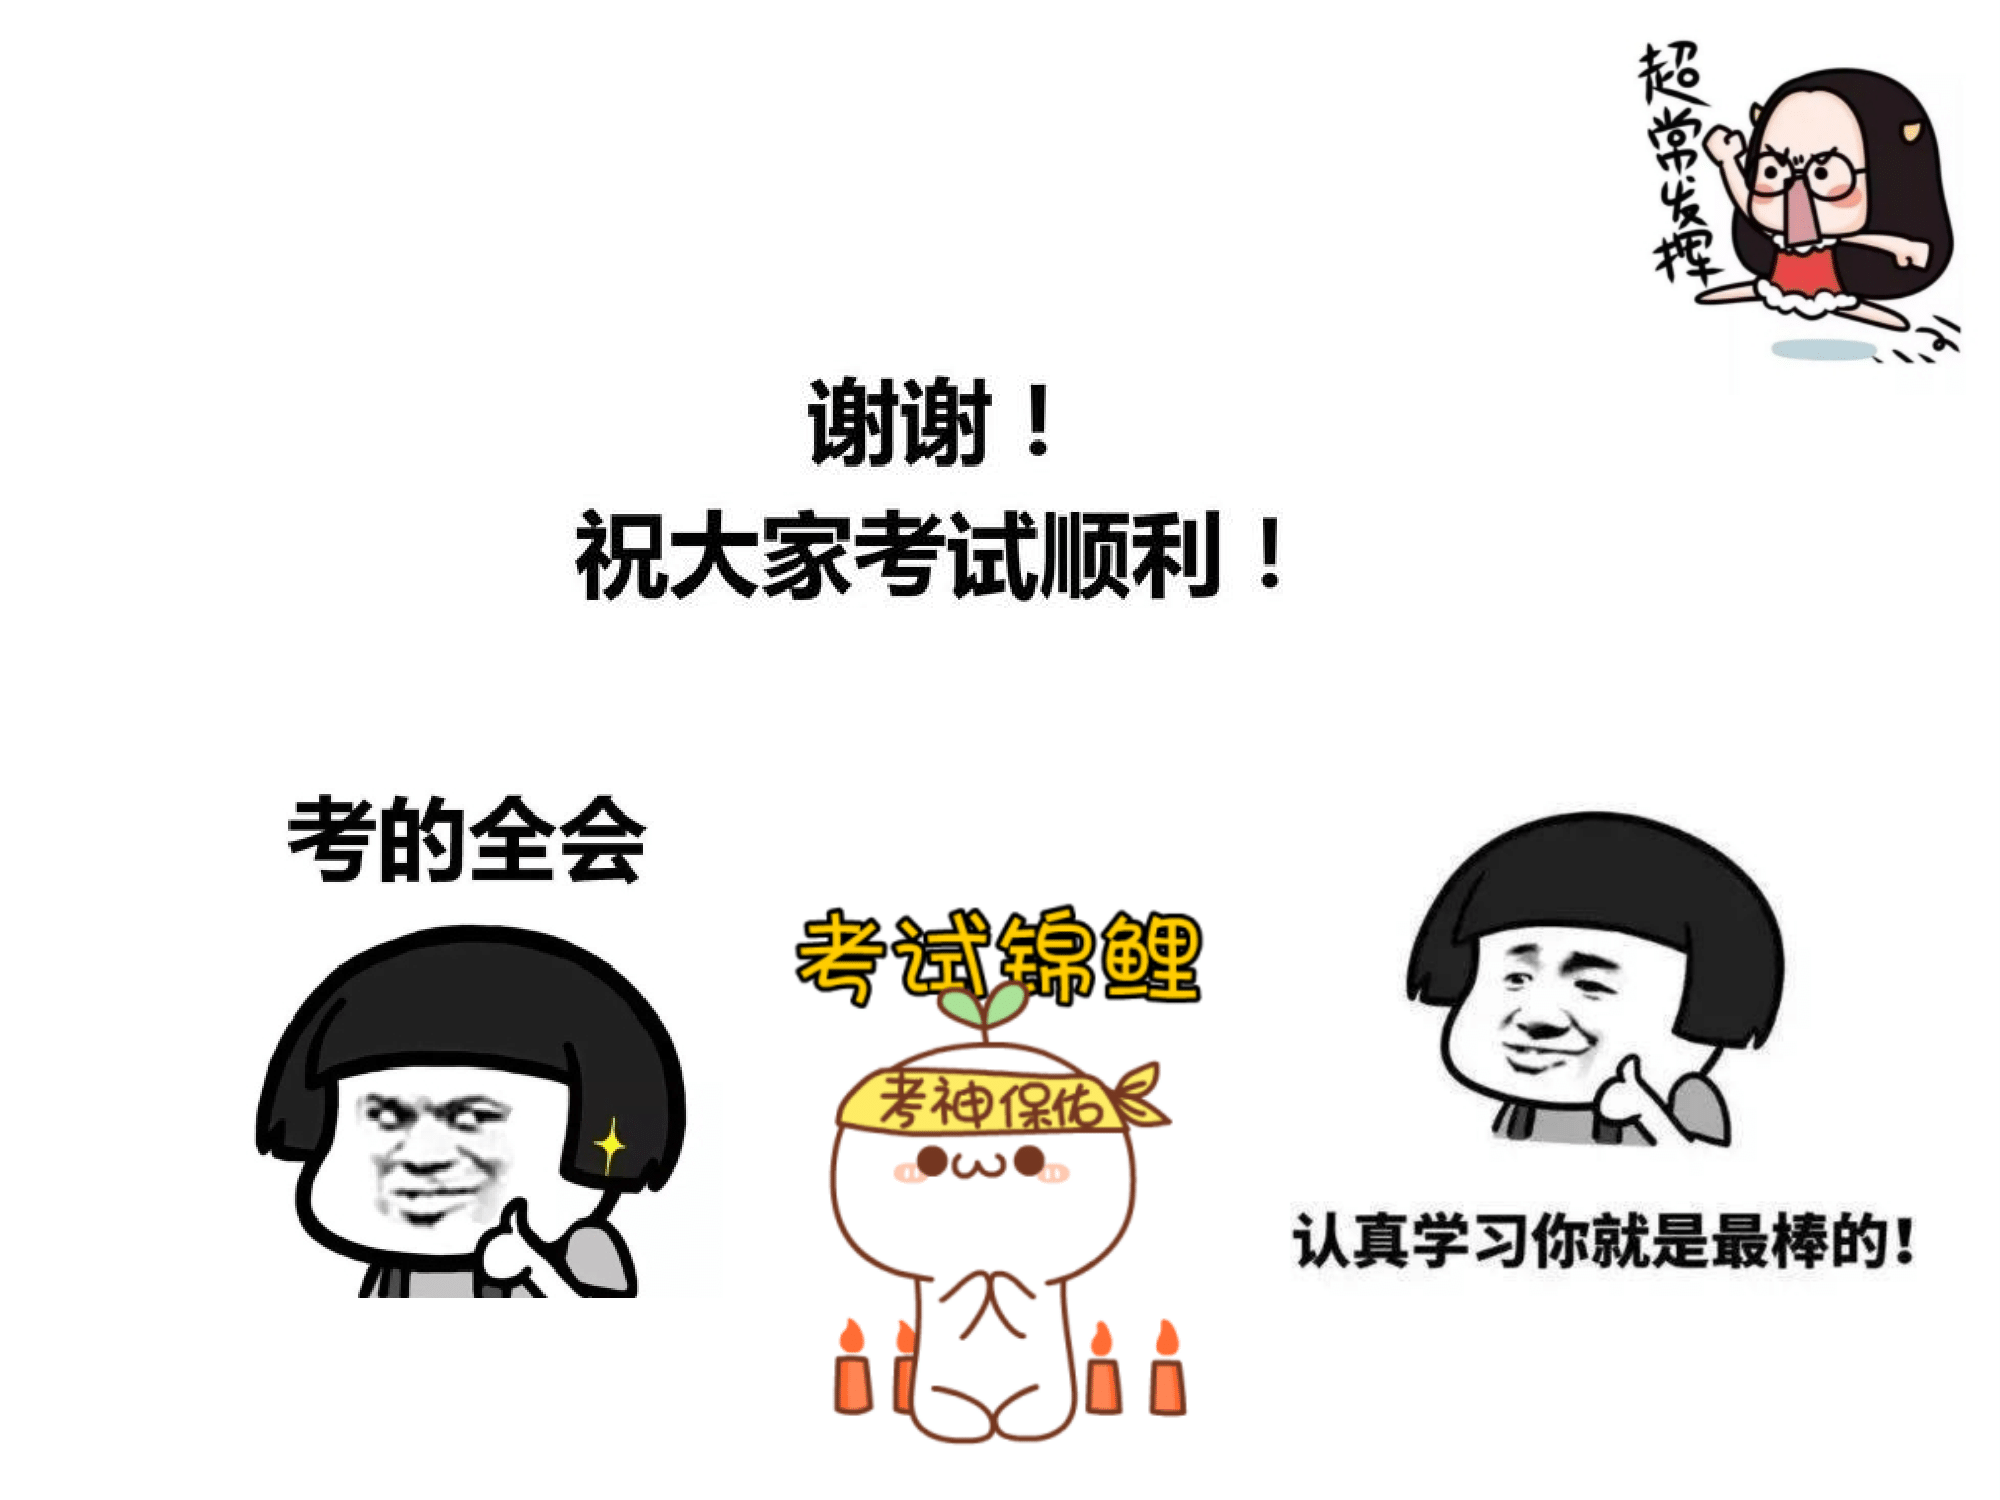 超常发挥
谢谢！
祝大家考试顺利！
考的全会
考试锦鲤
考神保佑
认真学习你就是最棒的！